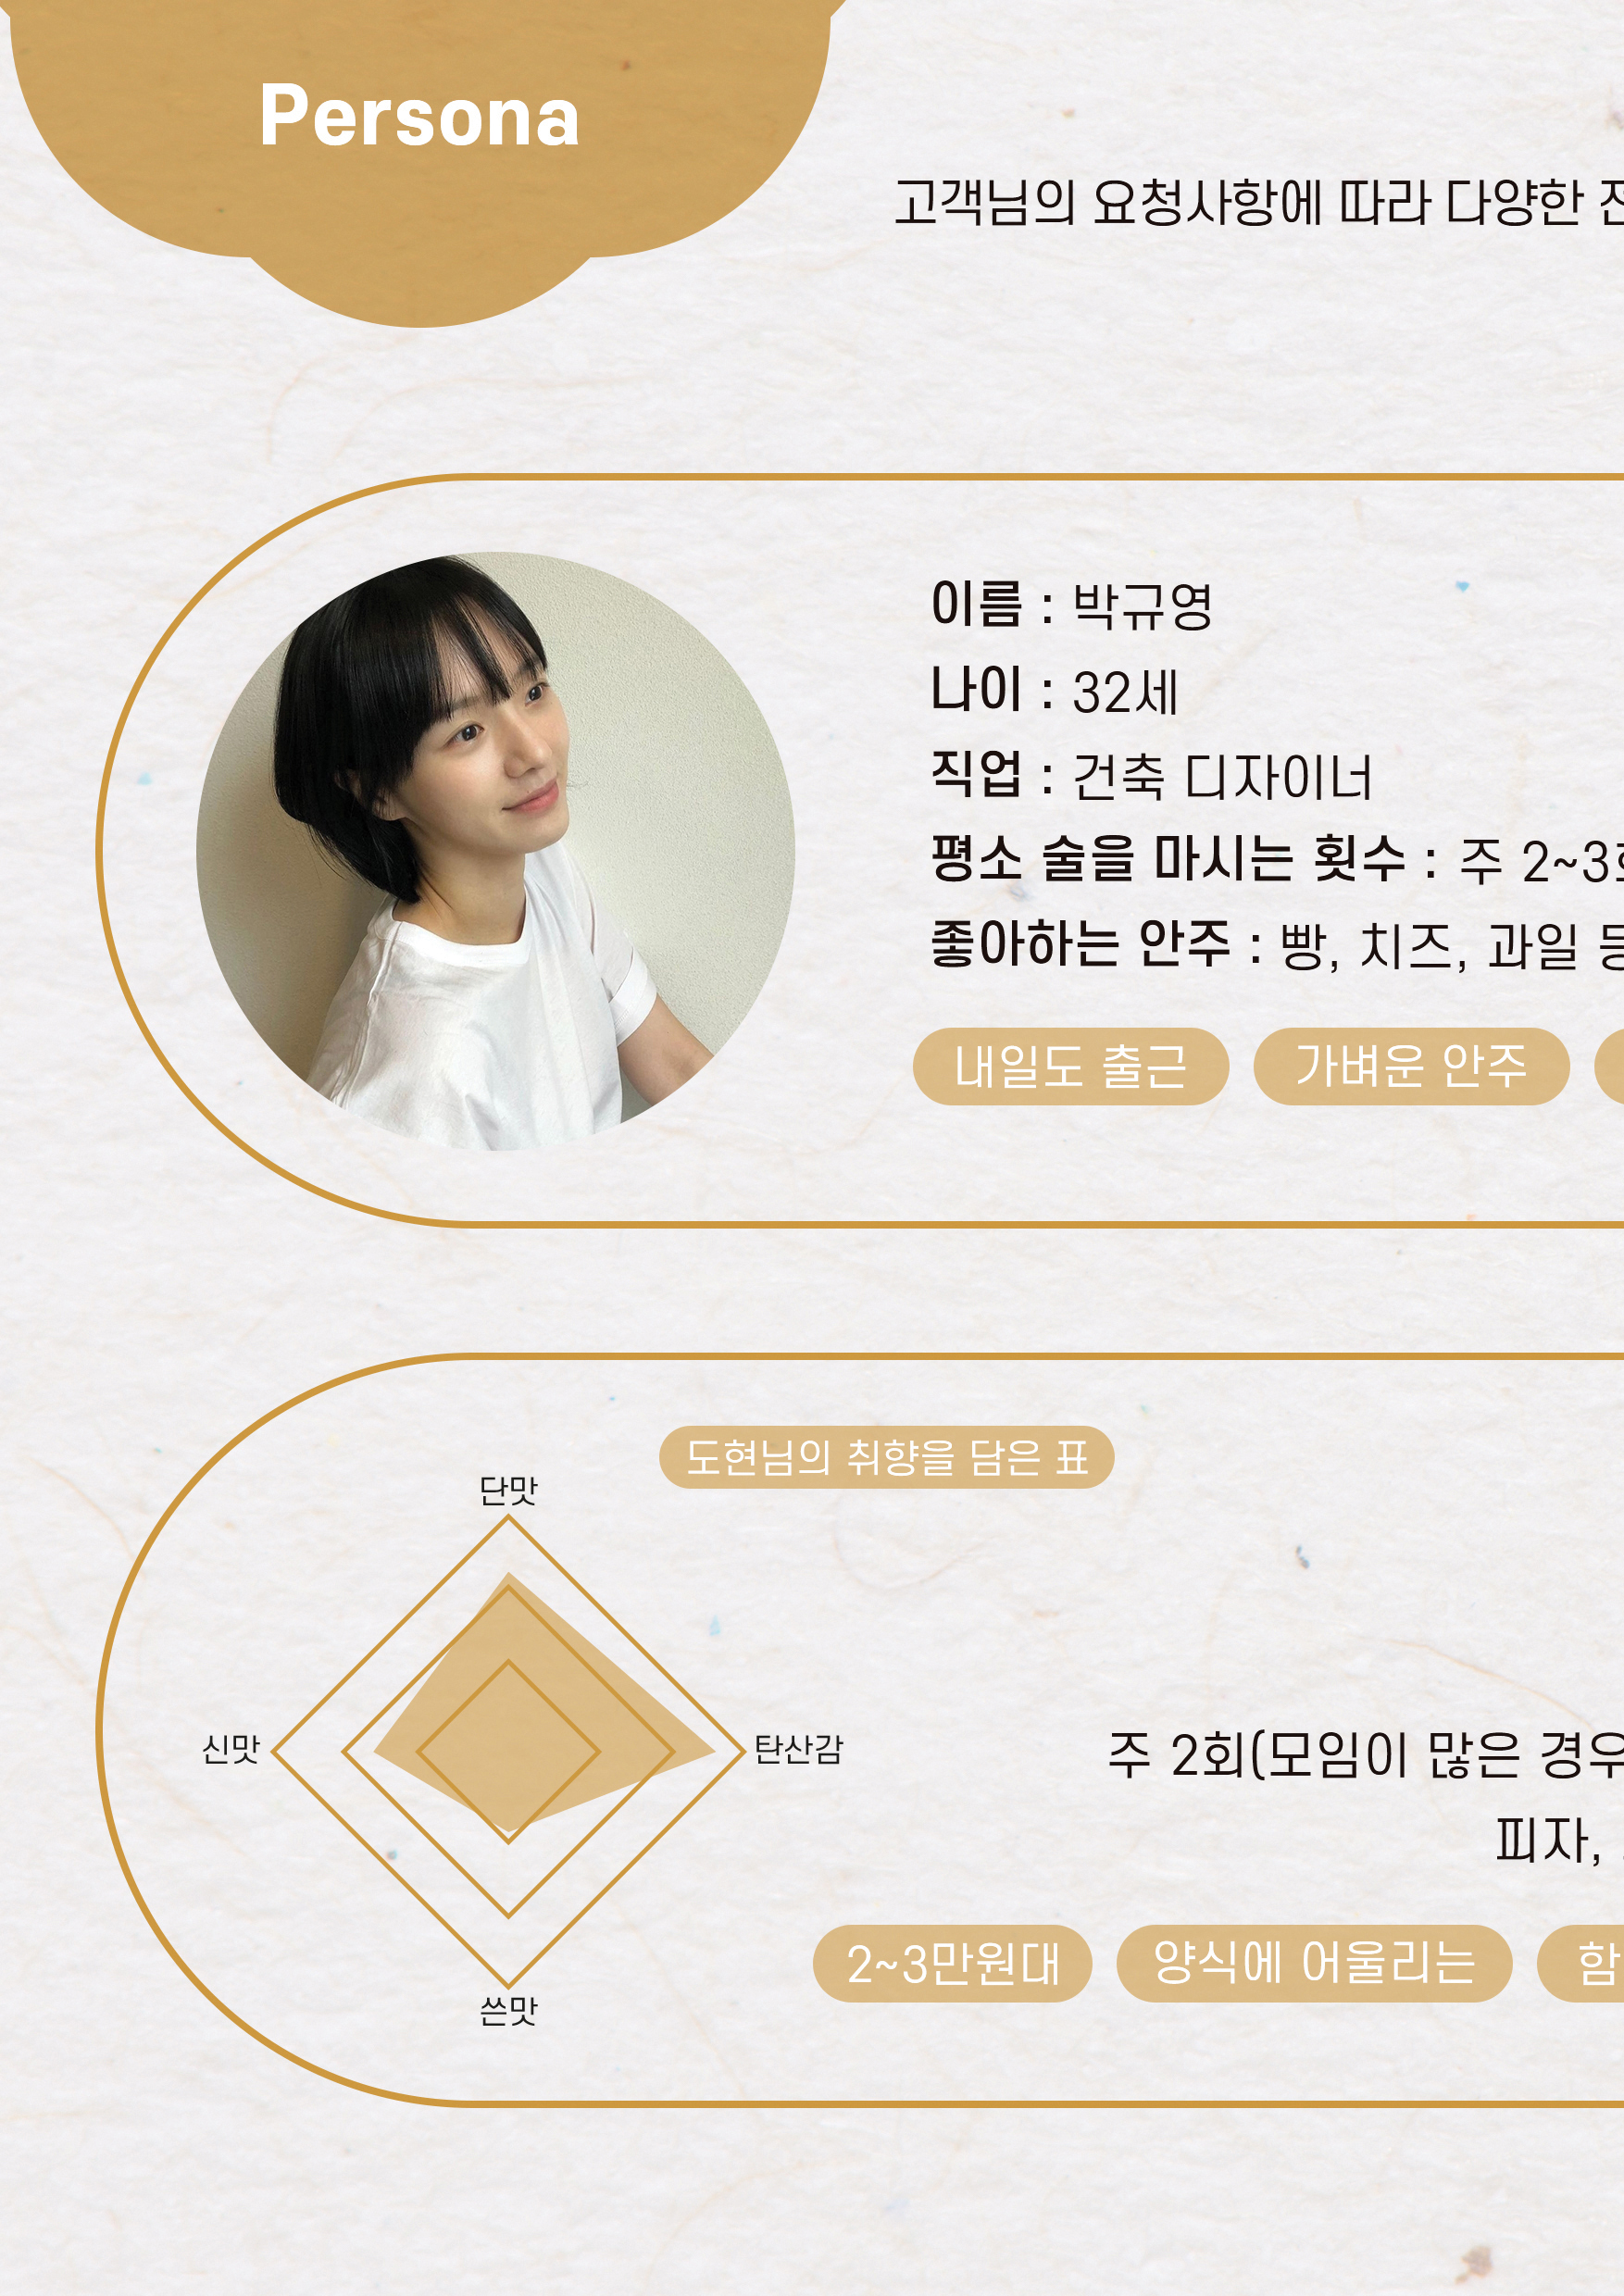 Persona
고객님의 요청사항에 따라 다양한
이름 : 박규영
나이 : 32세
직업 : 건축 디자이너
평소 술을 마시는 횟수 : 주 2~3
좋아하는 안주 : 빵, 치즈, 과일
내일도 출근 가벼운 안주
도현님의 취향을 담은 표
단맛
신맛
탄산감
쓴맛
주 2회(모임이 많은 경우
피자,
2~3만원대 양식에 어울리는 함